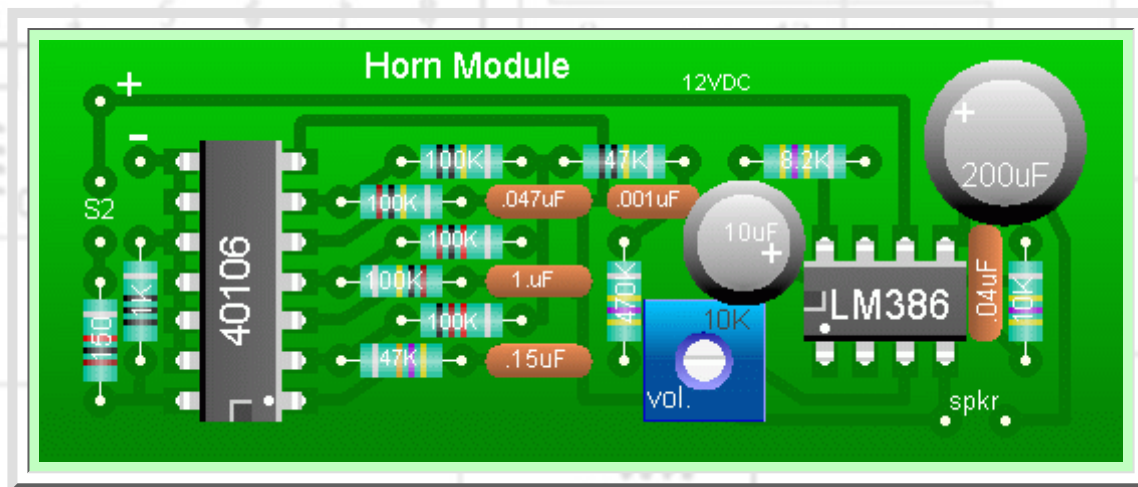 Horn Module
+
12VDC
-
+
100K
47K
8.2K
200uF
S2
100K
.047uF
.001uF
10uF
+
100K
40106
1K
150
100K
1.uF
470K
10K
LM386
.04uF
10K
100K
47K
.15uF
vol.
spkr